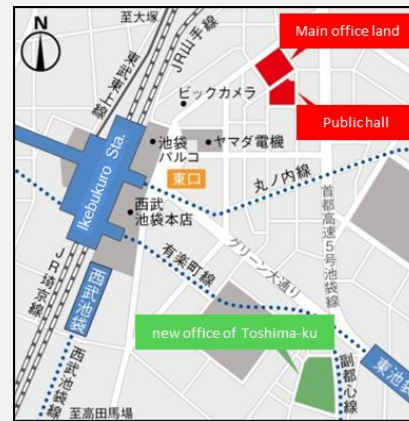 至大塚
N
東武東上線
JR山手線
Main office land
ビックカメラ
Public hall
Ikebukuro Sta.
池袋
パルコ
ヤマダ電機
東口
丸ノ内線
西武
池袋本店
首都高速5号池袋線
グリーン大通り
有楽町線
JR埼京線
西武池袋
new office of Toshima-ku
東池袋
副都心線
西武池袋線
至高田馬場